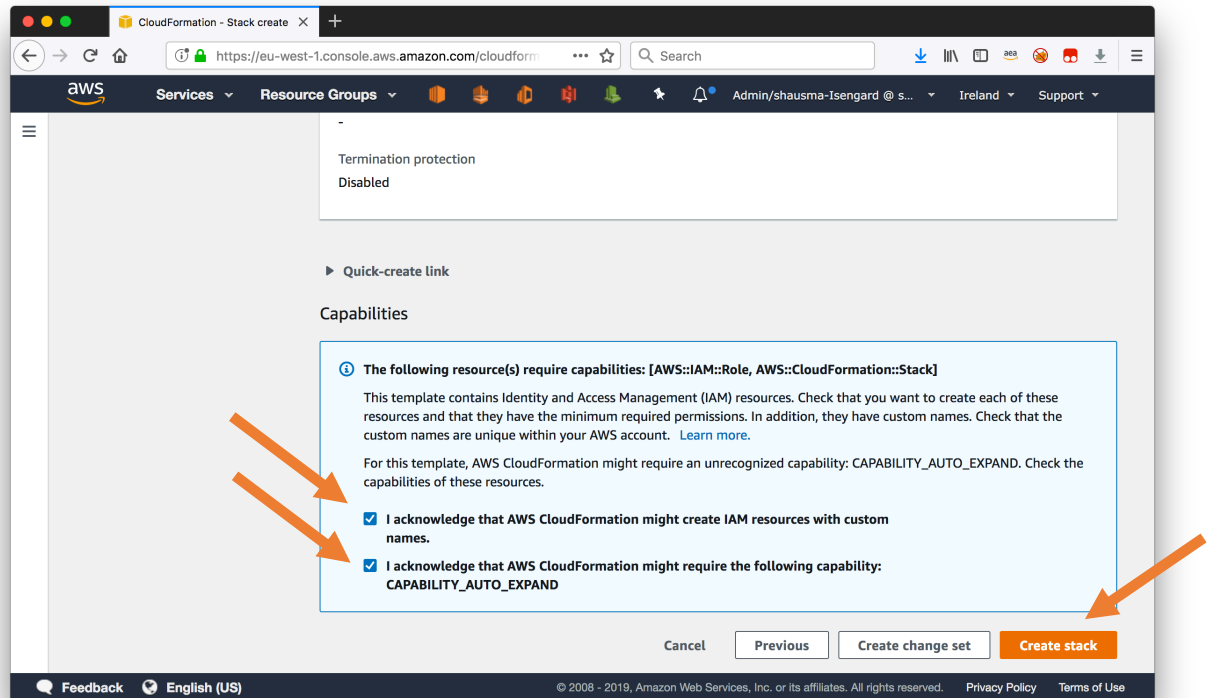 CloudFormation - Stack create
https://eu-west-1.console.aws.amazon.com/cloudform
Search
aea
aws
Services
Resource Groups
Admin/shausma-Isengard @ s...
Ireland
Support
-
Termination protection
Disabled
Quick-create link
Capabilities
The following resource(s) require capabilities: [AWS::IAM::Role, AWS::CloudFormation::Stack]
This template contains Identity and Access Management (IAM) resources. Check that you want to create each of these
resources and that they have the minimum required permissions. In addition, they have custom names. Check that the
custom names are unique within your AWS account. Learn more.
For this template, AWS CloudFormation might require an unrecognized capability: CAPABILITY_AUTO_EXPAND. Check the
capabilities of these resources.
I acknowledge that AWS CloudFormation might create IAM resources with custom
names.
I acknowledge that AWS CloudFormation might require the following capability:
CAPABILITY_AUTO_EXPAND
Cancel
Previous
Create change set
Create stack
Feedback
English (US)
© 2008 - 2019, Amazon Web Services, Inc. or its affiliates. All rights reserved.
Privacy Policy
Terms of Use